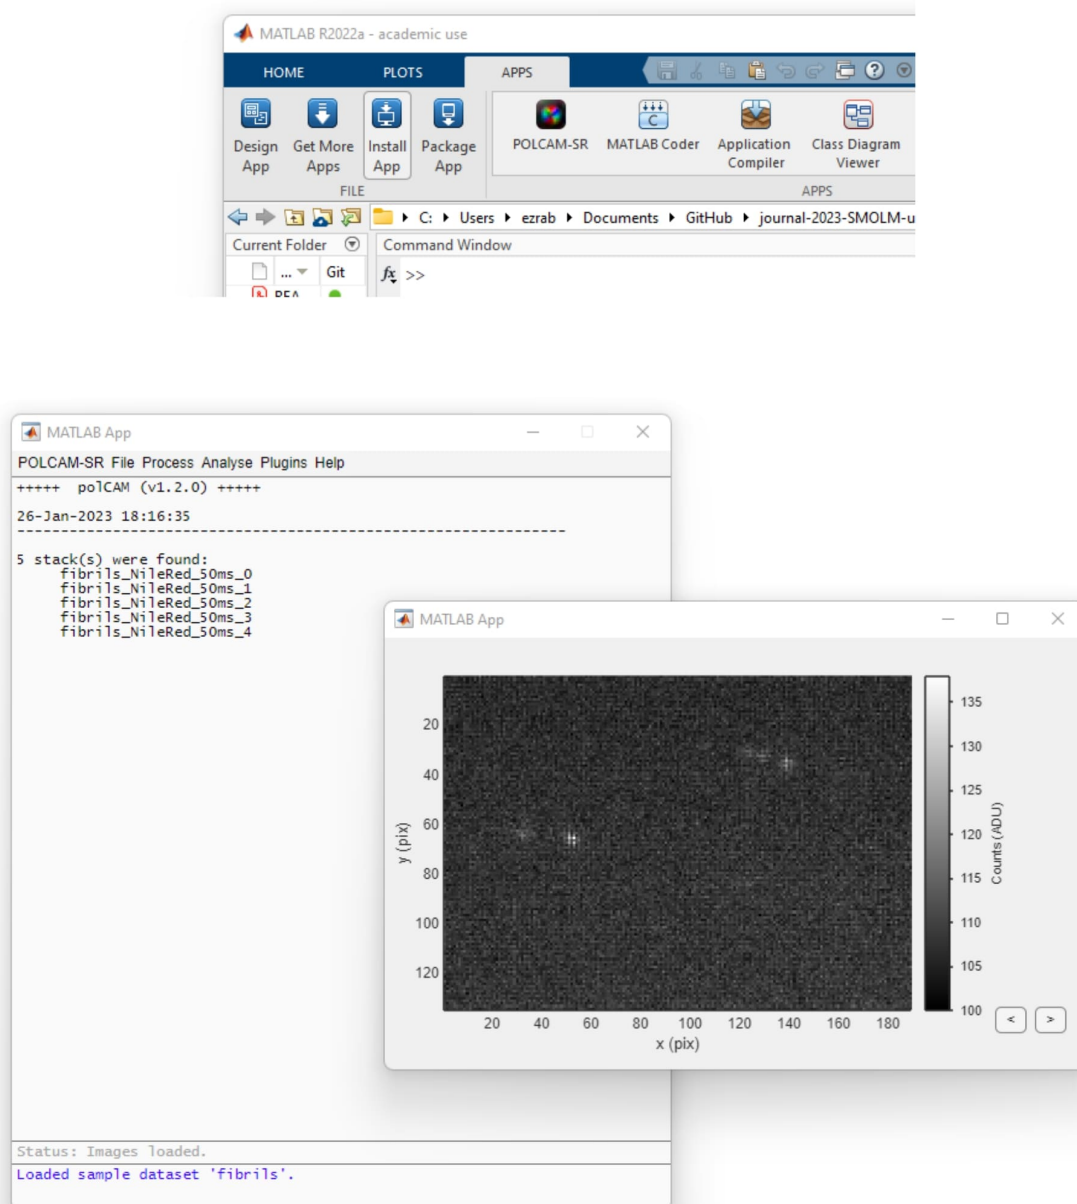 MATLAB R2022a - academic use
HOME PLOTS APPS
Design App
Get More Apps
Install App
Package App
POLCAM-SR
MATLAB Coder
Application Compiler
Class Diagram Viewer
FILE APPS
C: Users ezrab Documents GitHub journal-2023-SMOLM-u
Current Folder Command Window
... Git fx >>
MATLAB App
POLCAM-SR File Process Analyse Plugins Help
+++++ polCAM (v1.2.0) +++++
26-Jan-2023 18:16:35
---------------------------------------------------------------
5 stack(s) were found:
fibrils_NileRed_50ms_0
fibrils_NileRed_50ms_1
fibrils_NileRed_50ms_2
fibrils_NileRed_50ms_3
fibrils_NileRed_50ms_4
MATLAB App
20
40
60
80
100
120
y (pix)
20 40 60 80 100 120 140 160 180
x (pix)
135
130
125
120
115
110
105
100
Counts (ADU)
< >
Status: Images loaded.
Loaded sample dataset 'fibrils'.